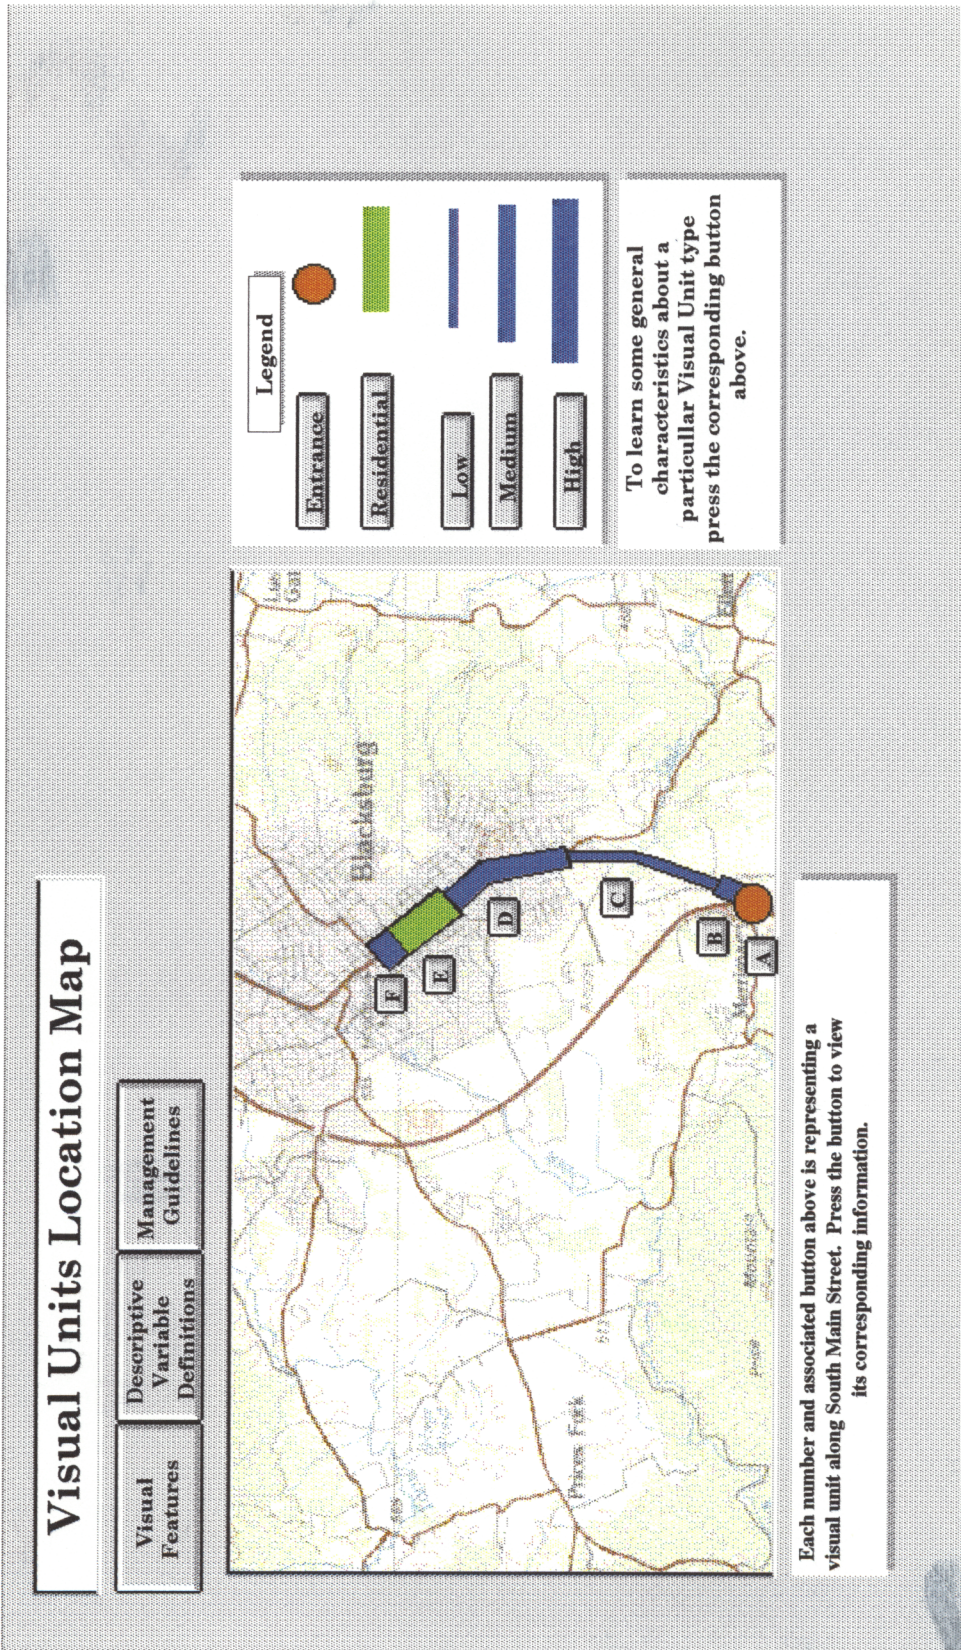 Visual Units Location Map
Visual
Features
Descriptive
Variable
Definitions
Management
Guidelines
Blacksburg
Prices Fork
Price
Mountain
F
E
D
C
B
A
Legend
Entrance
Residential
Low
Medium
High
To learn some general
characteristics about a
particullar Visual Unit type
press the corresponding button
above.
Each number and associated button above is representing a
visual unit along South Main Street. Press the button to view
its corresponding information.